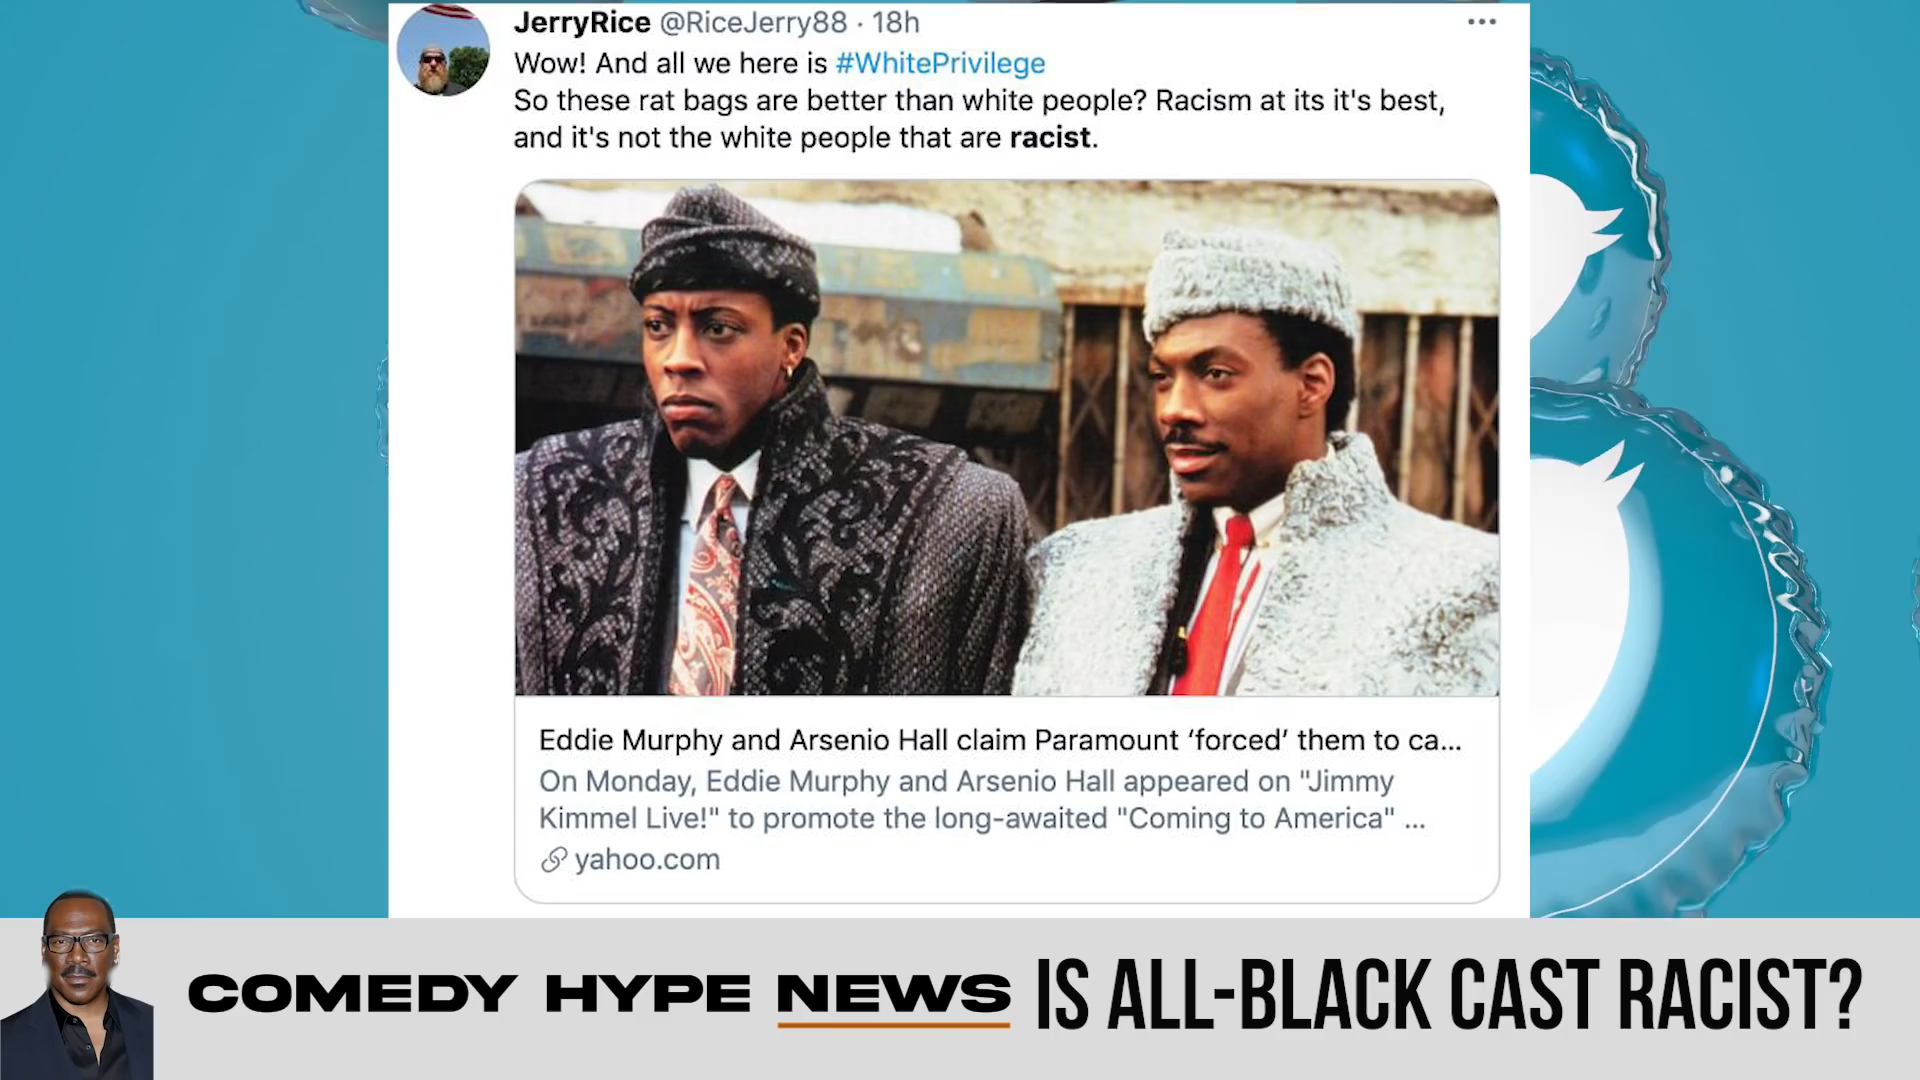 JerryRice @RiceJerry88 · 18h
Wow! And all we here is #WhitePrivilege
So these rat bags are better than white people? Racism at its it's best,
and it's not the white people that are racist.
Eddie Murphy and Arsenio Hall claim Paramount ‘forced’ them to ca...
On Monday, Eddie Murphy and Arsenio Hall appeared on "Jimmy
Kimmel Live!" to promote the long-awaited "Coming to America" ...
yahoo.com
COMEDY HYPE NEWS IS ALL-BLACK CAST RACIST?